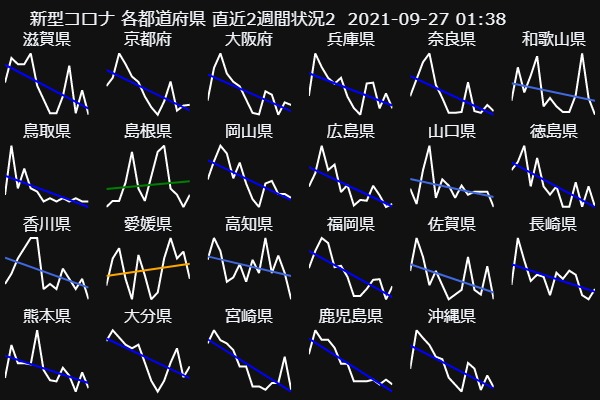 新型コロナ 各都道府県 直近2週間状況2 2021-09-27 01:38
滋賀県 京都府 大阪府 兵庫県 奈良県 和歌山県
鳥取県 島根県 岡山県 広島県 山口県 徳島県
香川県 愛媛県 高知県 福岡県 佐賀県 長崎県
熊本県 大分県 宮崎県 鹿児島県 沖縄県